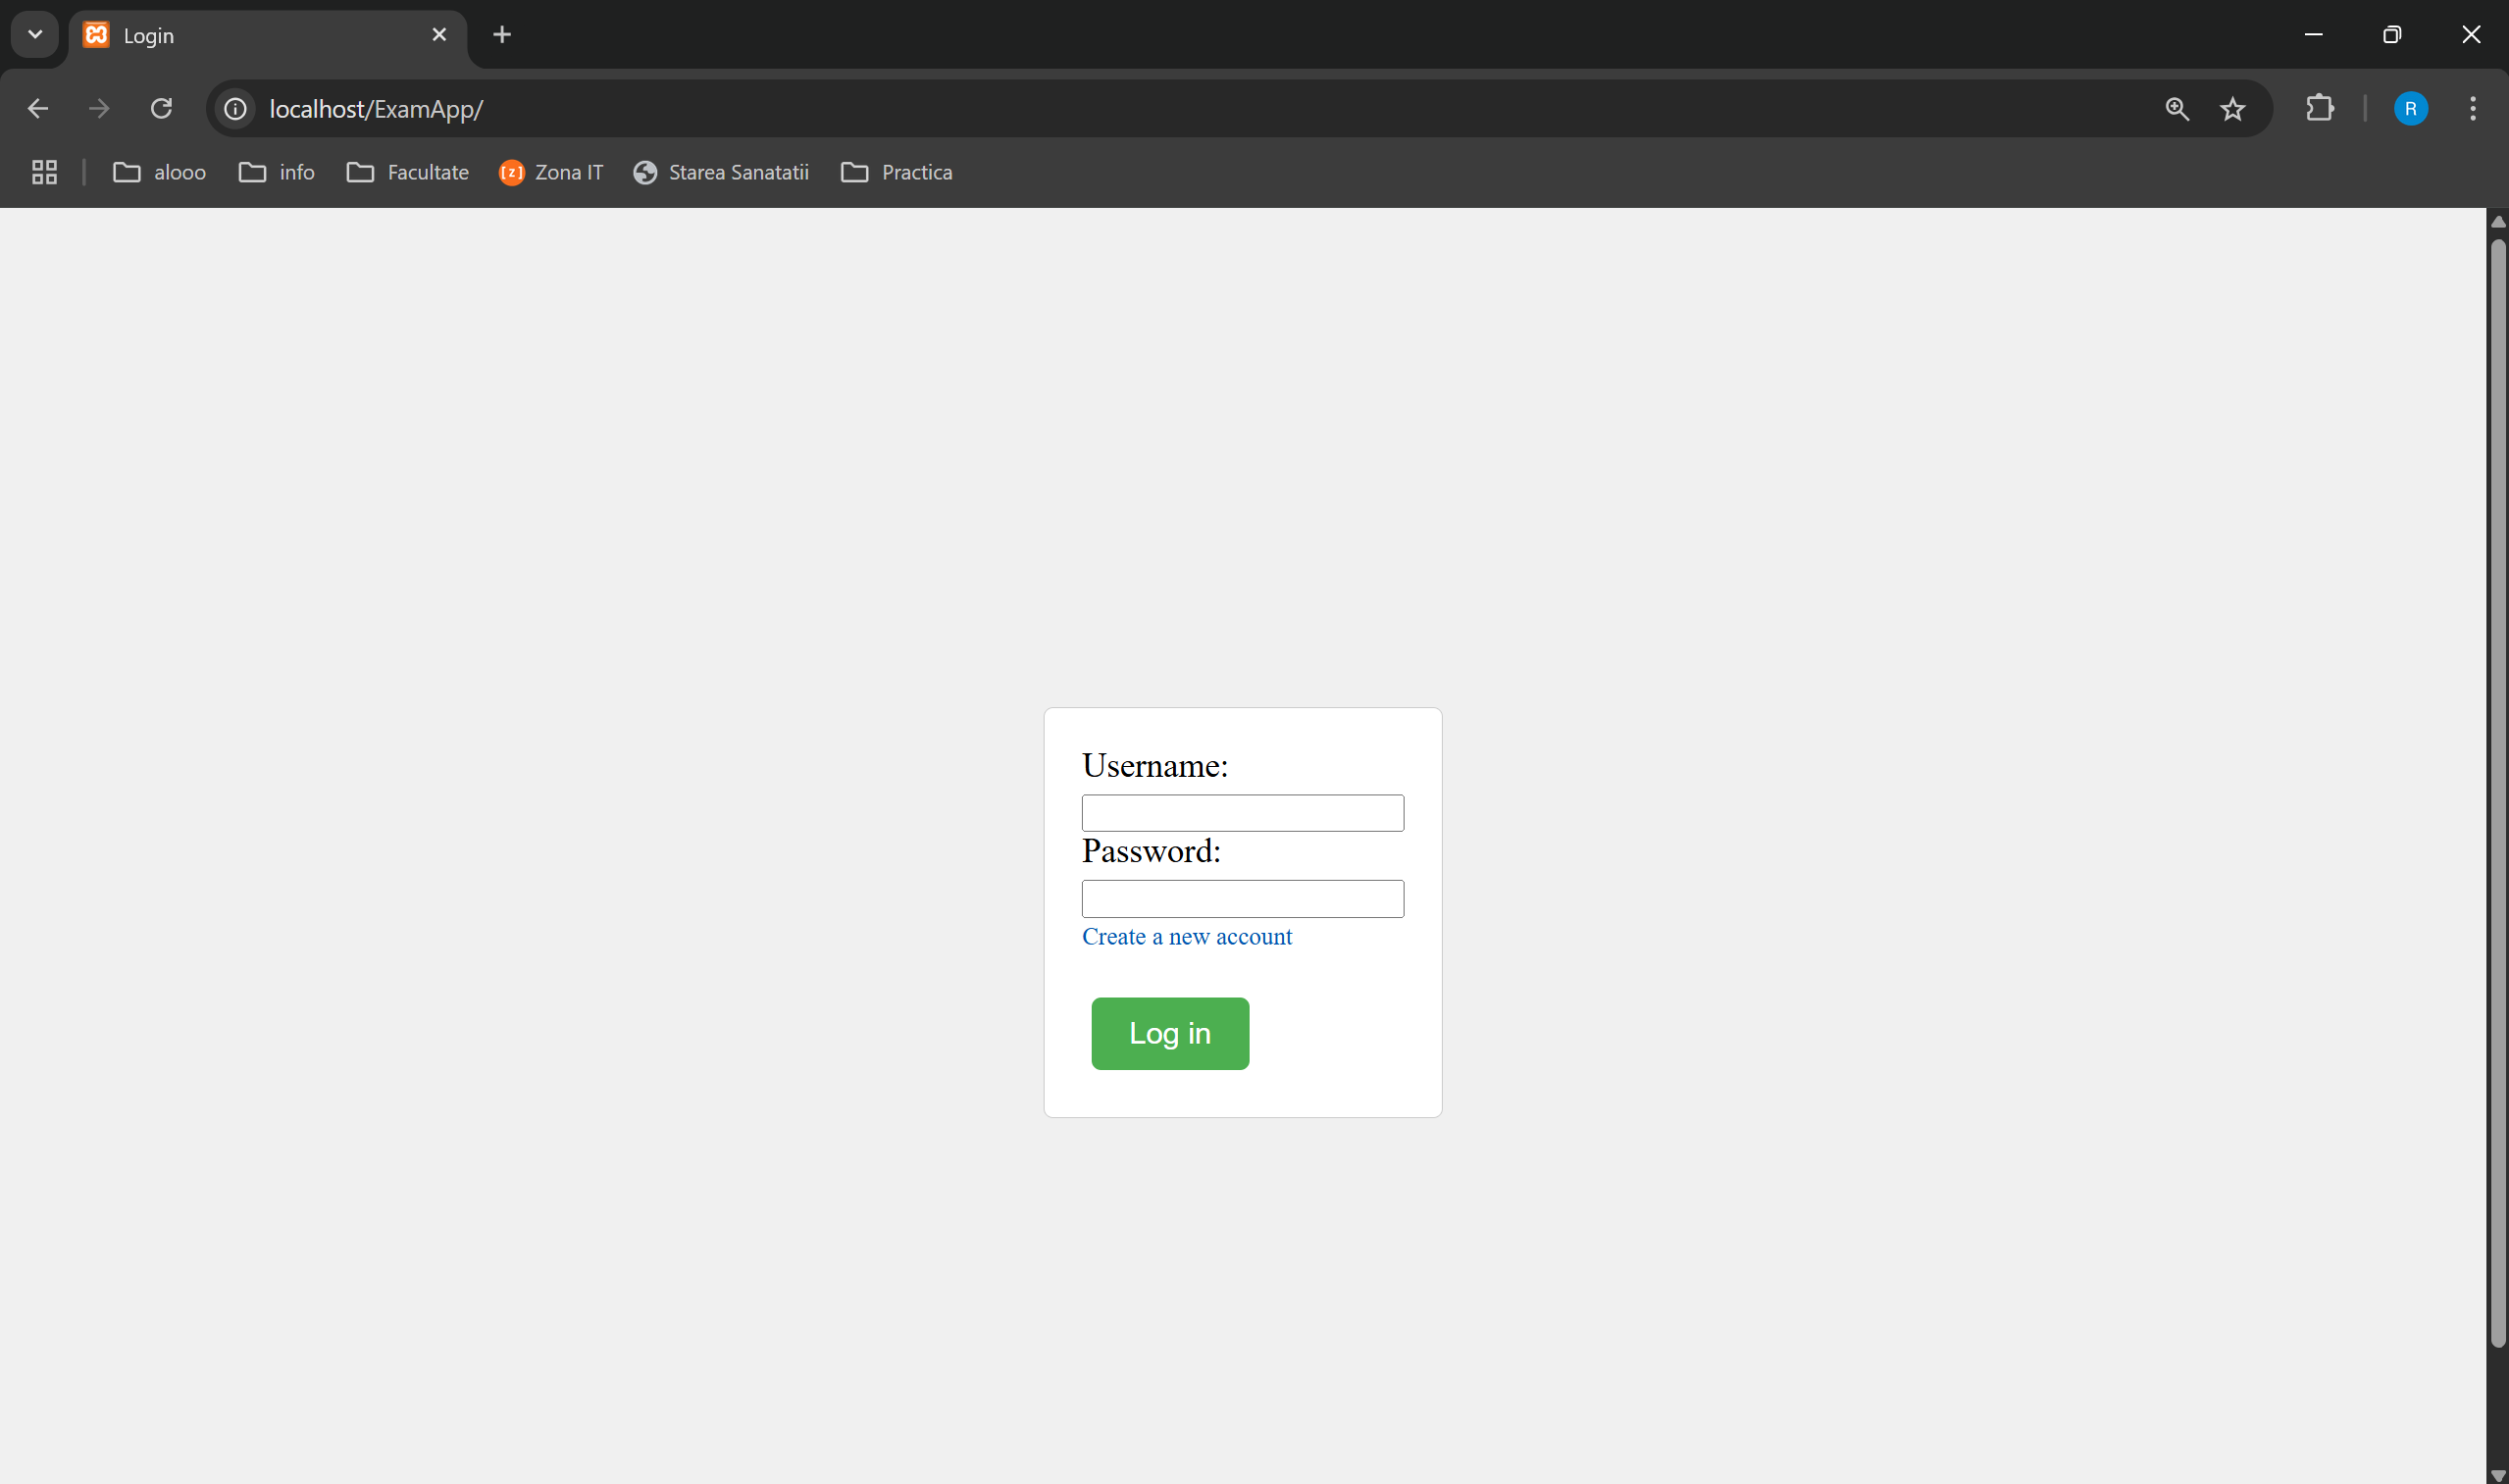 Login
localhost/ExamApp/
R
alooo info Facultate [z] Zona IT Starea Sanatatii Practica
Username:
Password:
Create a new account
Log in